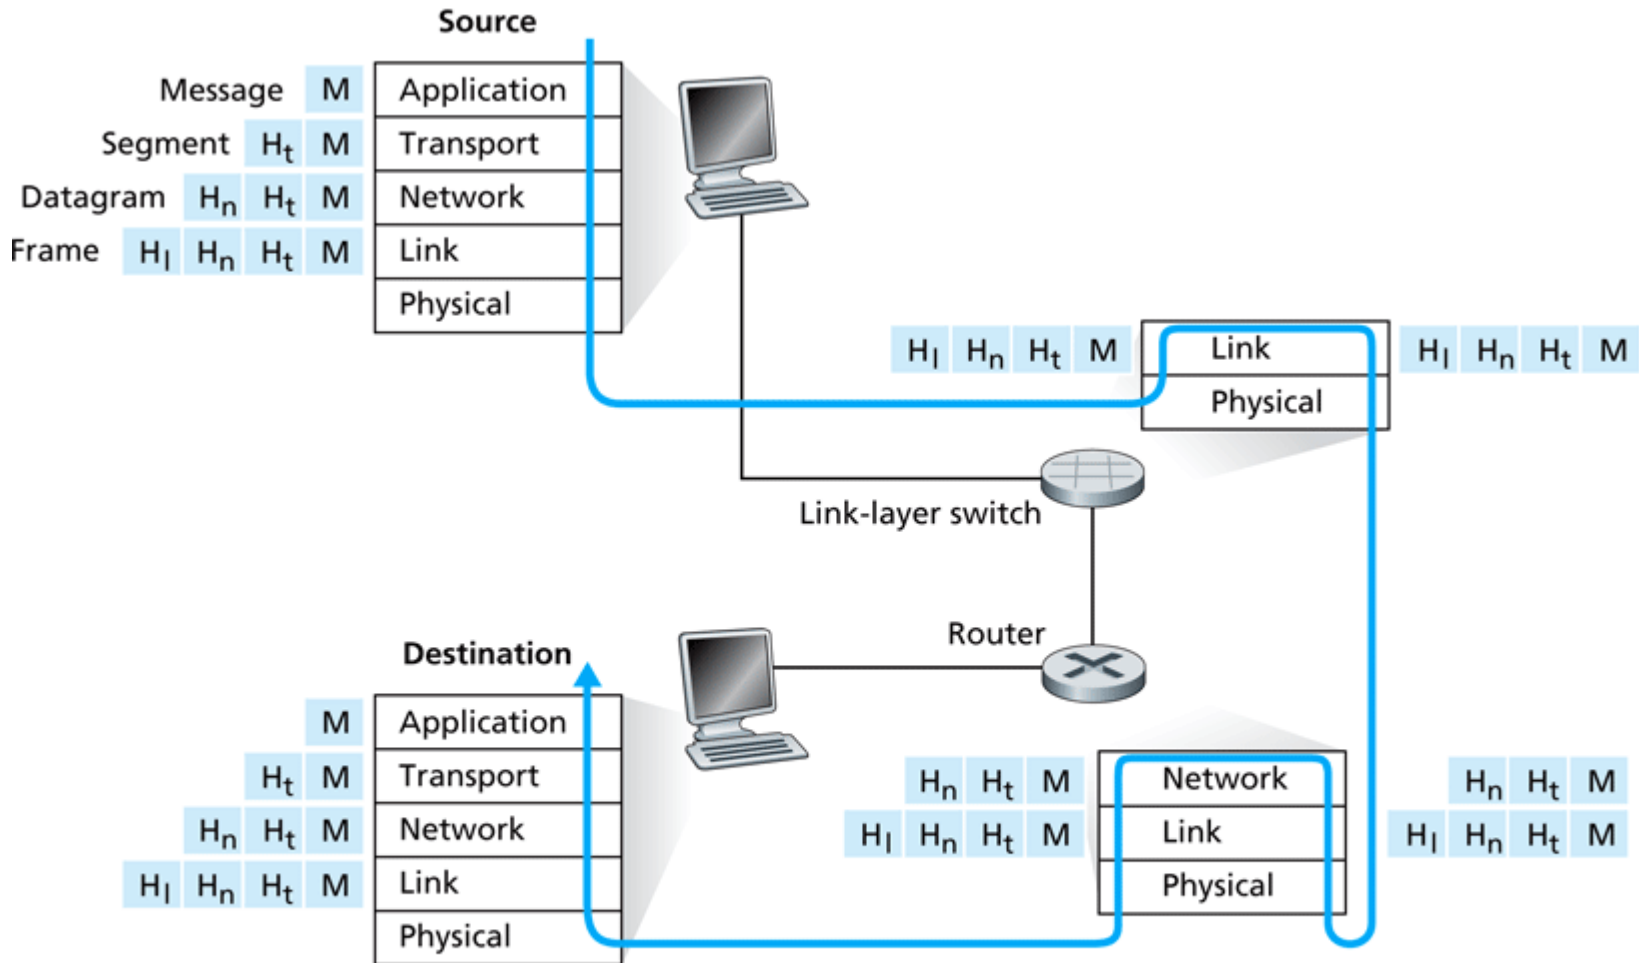 Source
Message M Application
Segment Ht M Transport
Datagram Hn Ht M Network
Frame Hl Hn Ht M Link
Physical
Hl Hn Ht M Link Hl Hn Ht M
Physical
Link-layer switch
Router
Destination
M Application
Ht M Transport
Hn Ht M Network
Hl Hn Ht M Link
Physical
Hn Ht M Network Hn Ht M
Hl Hn Ht M Link Hl Hn Ht M
Physical